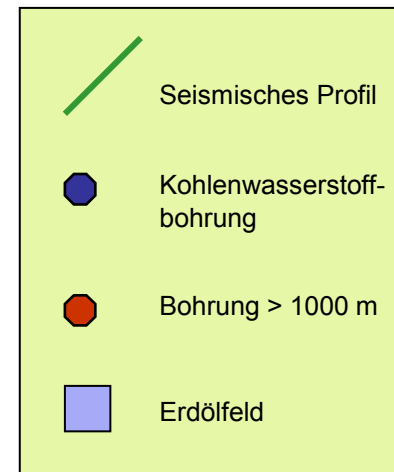 Seismisches Profil
Kohlenwasserstoff-
bohrung
Bohrung > 1000 m
Erdölfeld